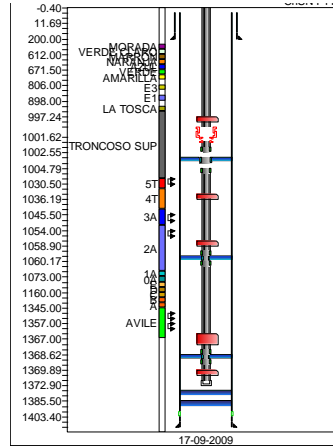 -0.40
11.69
200.00
612.00
671.50
806.00
898.00
997.24
1001.62
1002.55
1004.79
1030.50
1036.19
1045.50
1054.00
1058.90
1060.17
1073.00
1160.00
1345.00
1357.00
1367.00
1368.62
1369.89
1372.90
1385.50
1403.40
MORADA
VERDE CLARO
VERDE
AMARILLA
E3
E1
LA TOSCA
TRONCOSO SUP
5T
4T
3A
2A
1A
0A
A
AVILE
17-09-2009